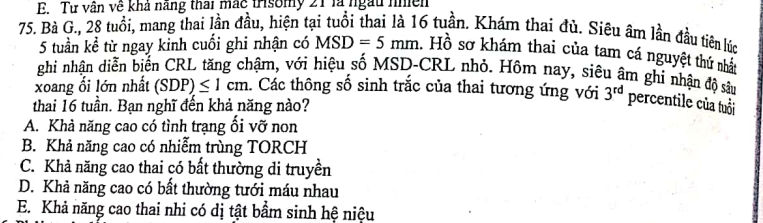 E. Tư vấn về khả năng thai mắc trisomy 21 là ngẫu nhiên
75. Bà G., 28 tuổi, mang thai lần đầu, hiện tại tuổi thai là 16 tuần. Khám thai đủ. Siêu âm lần đầu tiên lúc
5 tuần kể từ ngay kinh cuối ghi nhận có MSD = 5 mm. Hồ sơ khám thai của tam cá nguyệt thứ nhất
ghi nhận diễn biến CRL tăng chậm, với hiệu số MSD-CRL nhỏ. Hôm nay, siêu âm ghi nhận độ sâu
xoang ối lớn nhất (SDP) ≤ 1 cm. Các thông số sinh trắc của thai tương ứng với 3rd percentile của tuổi
thai 16 tuần. Bạn nghĩ đến khả năng nào?
A. Khả năng cao có tình trạng ối vỡ non
B. Khả năng cao có nhiễm trùng TORCH
C. Khả năng cao thai có bất thường di truyền
D. Khả năng cao có bất thường tưới máu nhau
E. Khả năng cao thai nhi có dị tật bẩm sinh hệ niệu